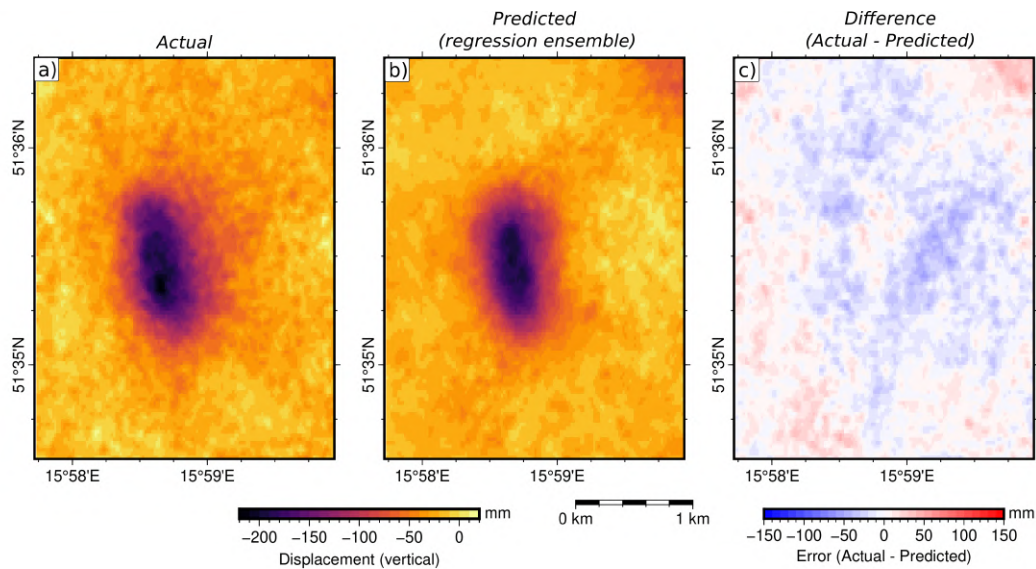 Actual
Predicted
(regression ensemble)
Difference
(Actual - Predicted)
a)
b)
c)
51°36'N
51°35'N
51°36'N
51°35'N
51°36'N
51°35'N
15°58'E 15°59'E
15°58'E 15°59'E
15°58'E 15°59'E
−200 −150 −100 −50 0 mm
Displacement (vertical)
0 km 1 km
−150 −100 −50 0 50 100 150 mm
Error (Actual - Predicted)